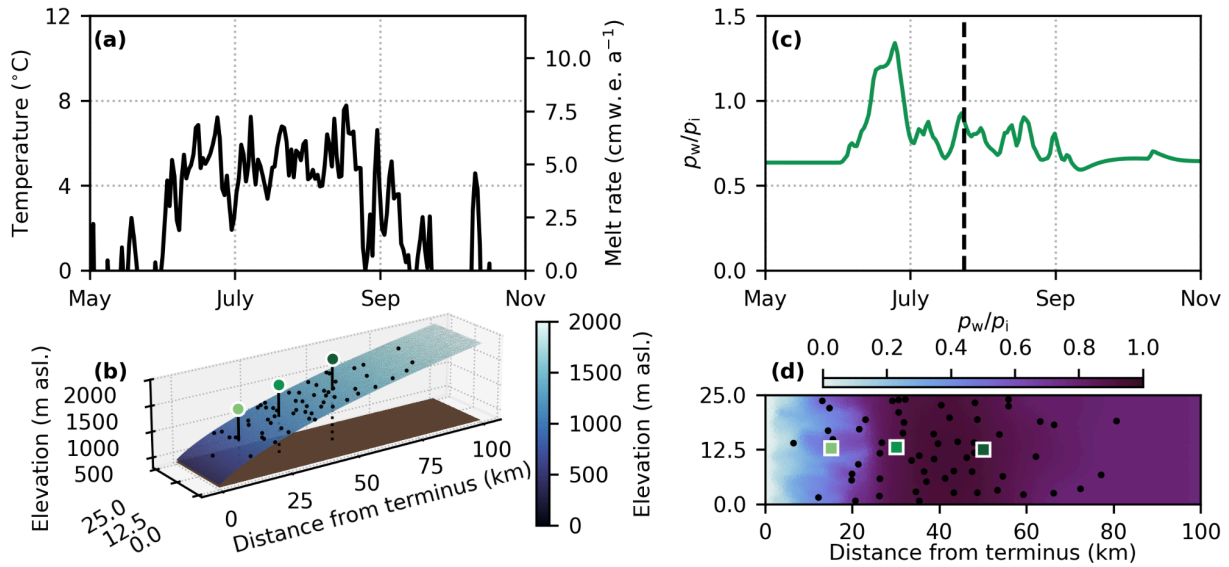 (a)
Temperature (°C)
12
8
4
0
May
July
Sep
Nov
10.0
7.5
5.0
2.5
0.0
Melt rate (cm w. e. a⁻¹)
(c)
p_w/p_i
1.5
1.0
0.5
0.0
May
July
Sep
Nov
(b)
Elevation (m asl.)
2000
1500
1000
500
25.0
12.5
0.0
0
25
50
75
100
Distance from terminus (km)
2000
1500
1000
500
0
Elevation (m asl.)
p_w/p_i
0.0 0.2 0.4 0.6 0.8 1.0
(d)
25.0
12.5
0.0
0 20 40 60 80 100
Distance from terminus (km)